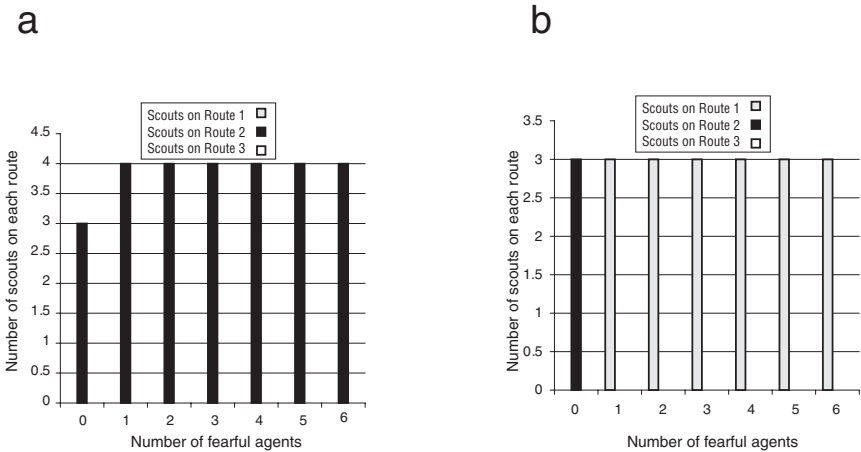 a
Scouts on Route 1
Scouts on Route 2
Scouts on Route 3
Number of scouts on each route
4.5
4
3.5
3
2.5
2
1.5
1
0.5
0
0 1 2 3 4 5 6
Number of fearful agents
b
Scouts on Route 1
Scouts on Route 2
Scouts on Route 3
Number of scouts on each route
3.5
3
2.5
2
1.5
1
0.5
0
0 1 2 3 4 5 6
Number of fearful agents